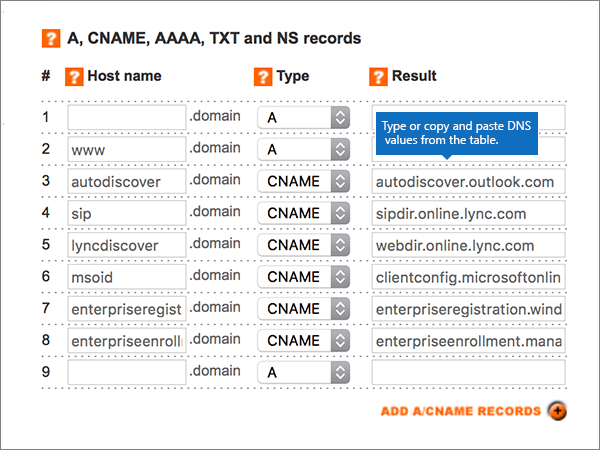 ? A, CNAME, AAAA, TXT and NS records
# ? Host name ? Type ? Result
1 .domain A
Type or copy and paste DNS
values from the table.
2 www .domain A
3 autodiscover .domain CNAME autodiscover.outlook.com
4 sip .domain CNAME sipdir.online.lync.com
5 lyncdiscover .domain CNAME webdir.online.lync.com
6 msoid .domain CNAME clientconfig.microsoftonlin
7 enterpriseregist .domain CNAME enterpriseregistration.wind
8 enterpriseenroll .domain CNAME enterpriseenrollment.mana
9 .domain A
ADD A/CNAME RECORDS +